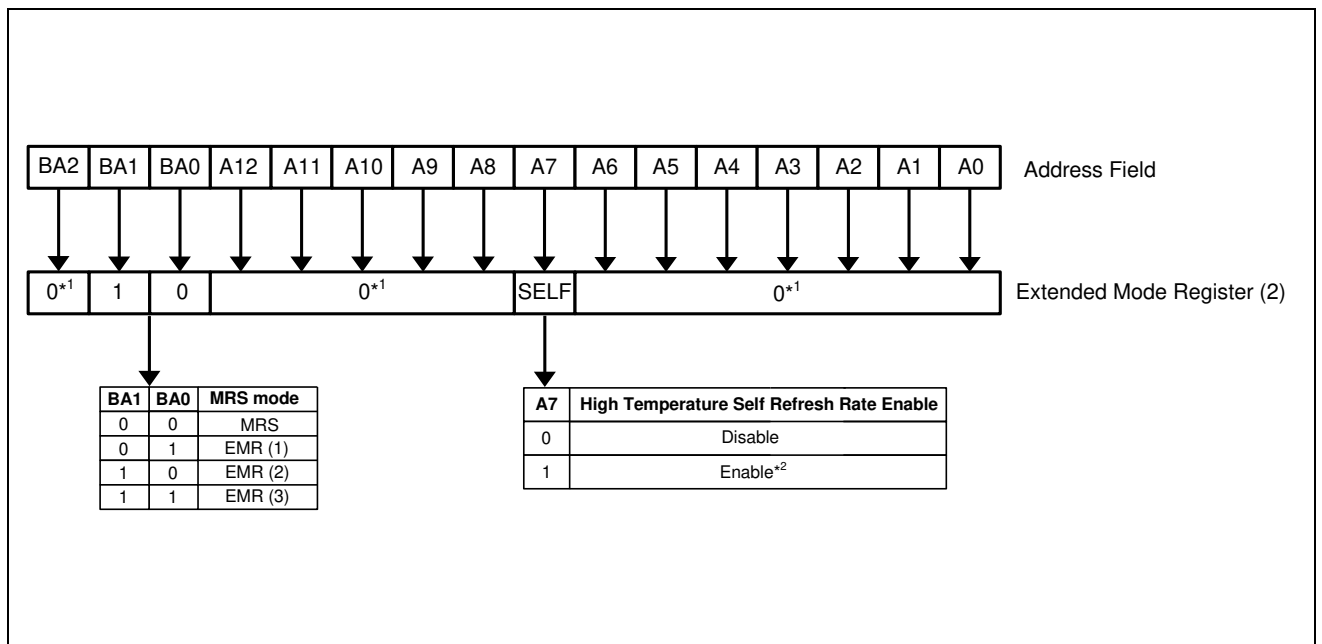 BA2 BA1 BA0 A12 A11 A10 A9 A8 A7 A6 A5 A4 A3 A2 A1 A0 Address Field
0*1 1 0 0*1 SELF 0*1 Extended Mode Register (2)
BA1 BA0 MRS mode
0 0 MRS
0 1 EMR (1)
1 0 EMR (2)
1 1 EMR (3)
A7 High Temperature Self Refresh Rate Enable
0 Disable
1 Enable*2